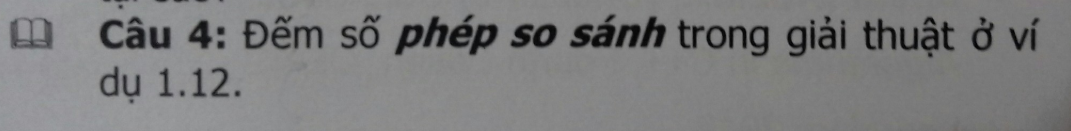 Câu 4: Đếm số phép so sánh trong giải thuật ở ví
dụ 1.12.